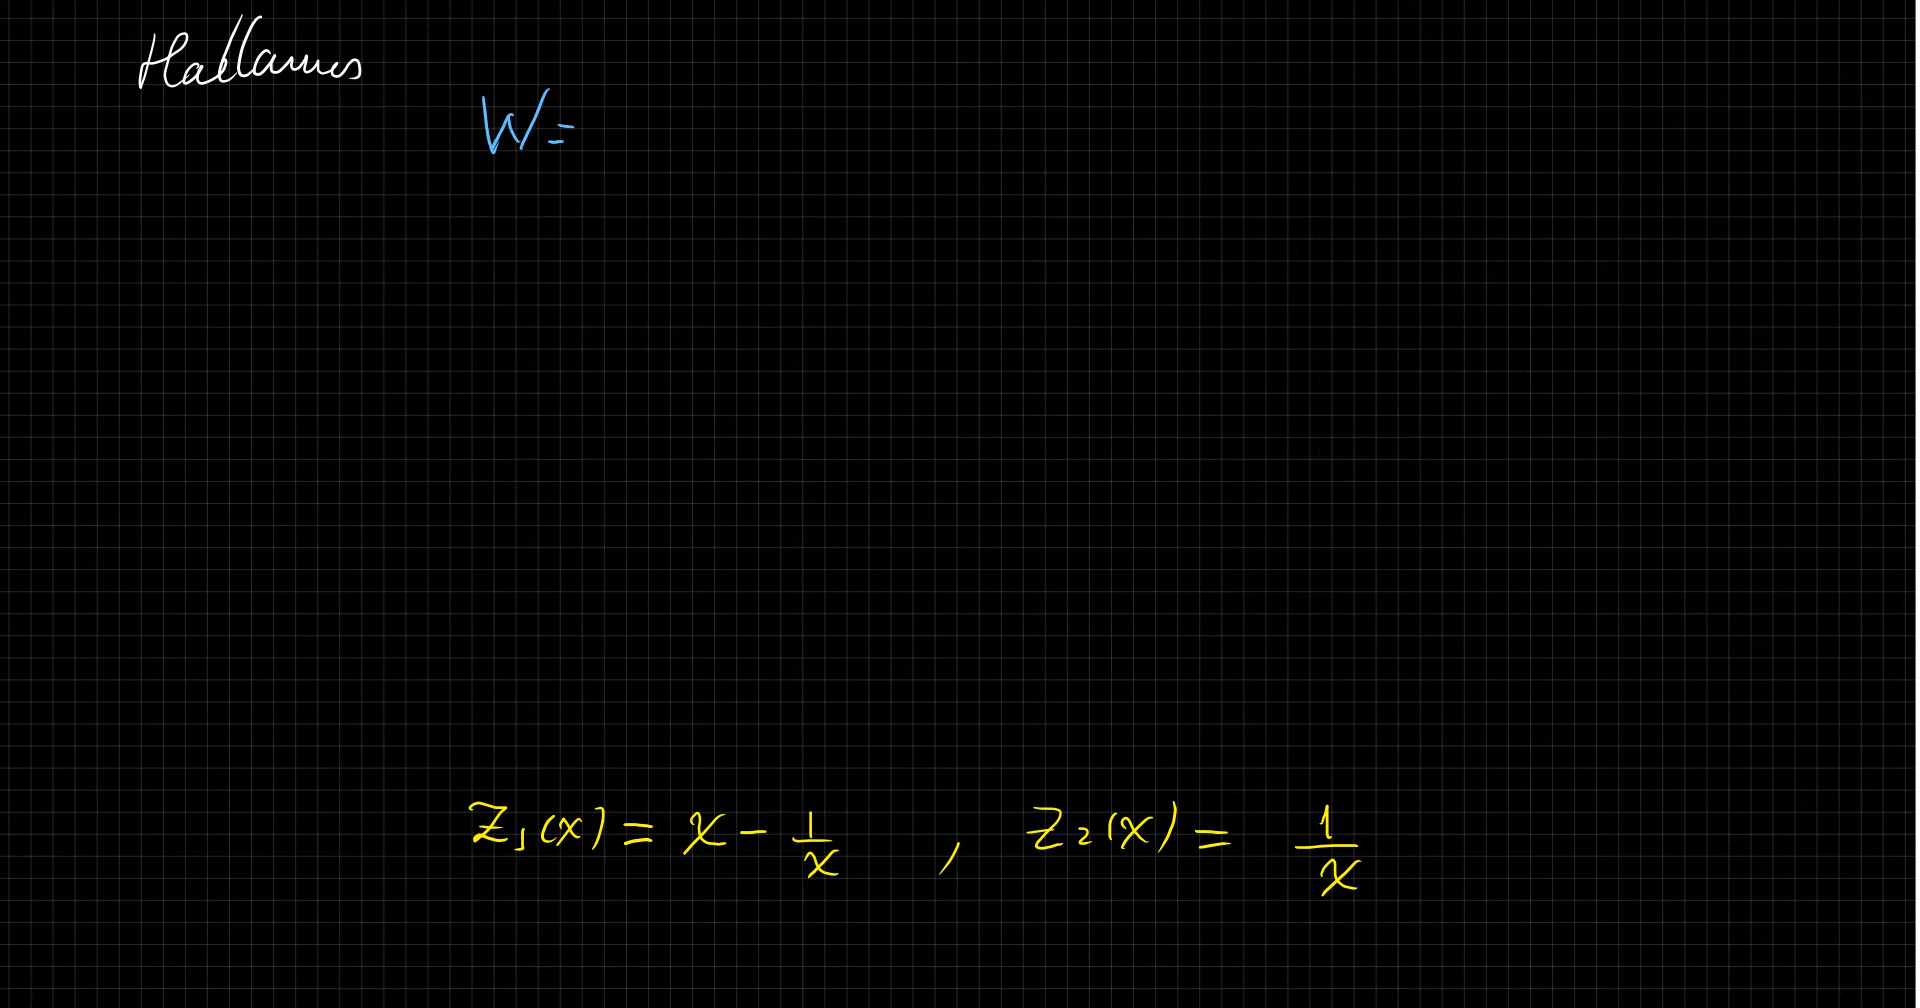 Hallamos
W =
Z₁(x) = x - 1/x , Z₂(x) = 1/x